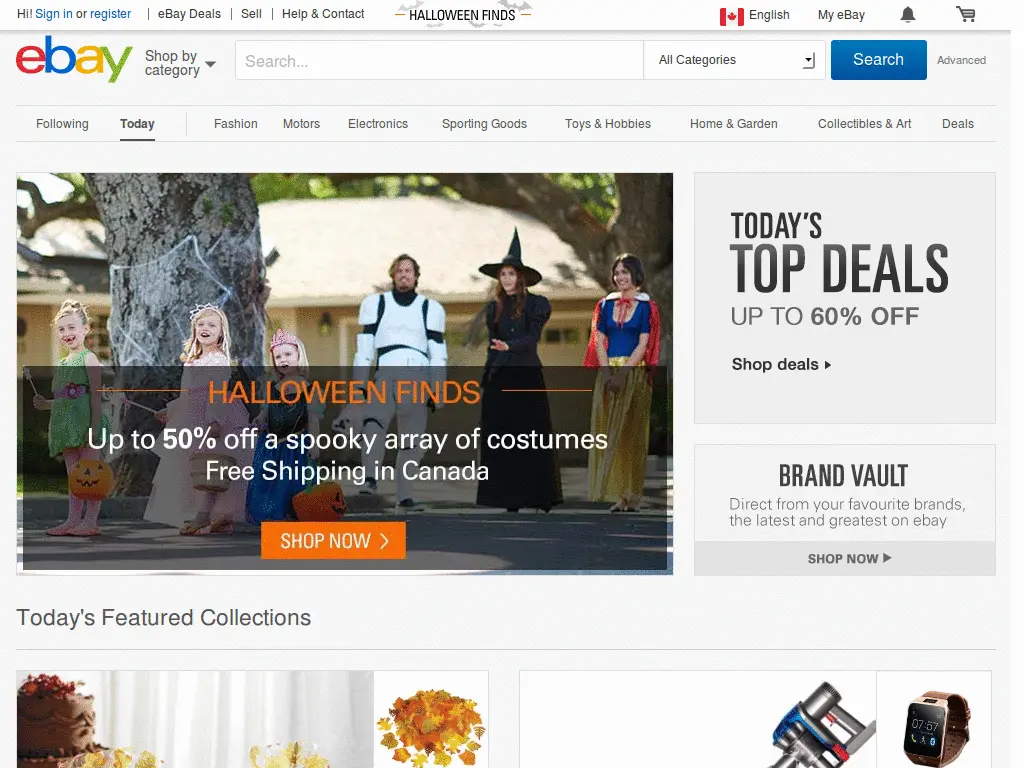 Hi! Sign in or register | eBay Deals | Sell | Help & Contact
HALLOWEEN FINDS
English
My eBay
ebay
Shop by
category
Search...
All Categories
Search
Advanced
Following
Today
Fashion
Motors
Electronics
Sporting Goods
Toys & Hobbies
Home & Garden
Collectibles & Art
Deals
HALLOWEEN FINDS
Up to 50% off a spooky array of costumes
Free Shipping in Canada
SHOP NOW
TODAY'S
TOP DEALS
UP TO 60% OFF
Shop deals
BRAND VAULT
Direct from your favourite brands,
the latest and greatest on ebay
SHOP NOW
Today's Featured Collections
07:57